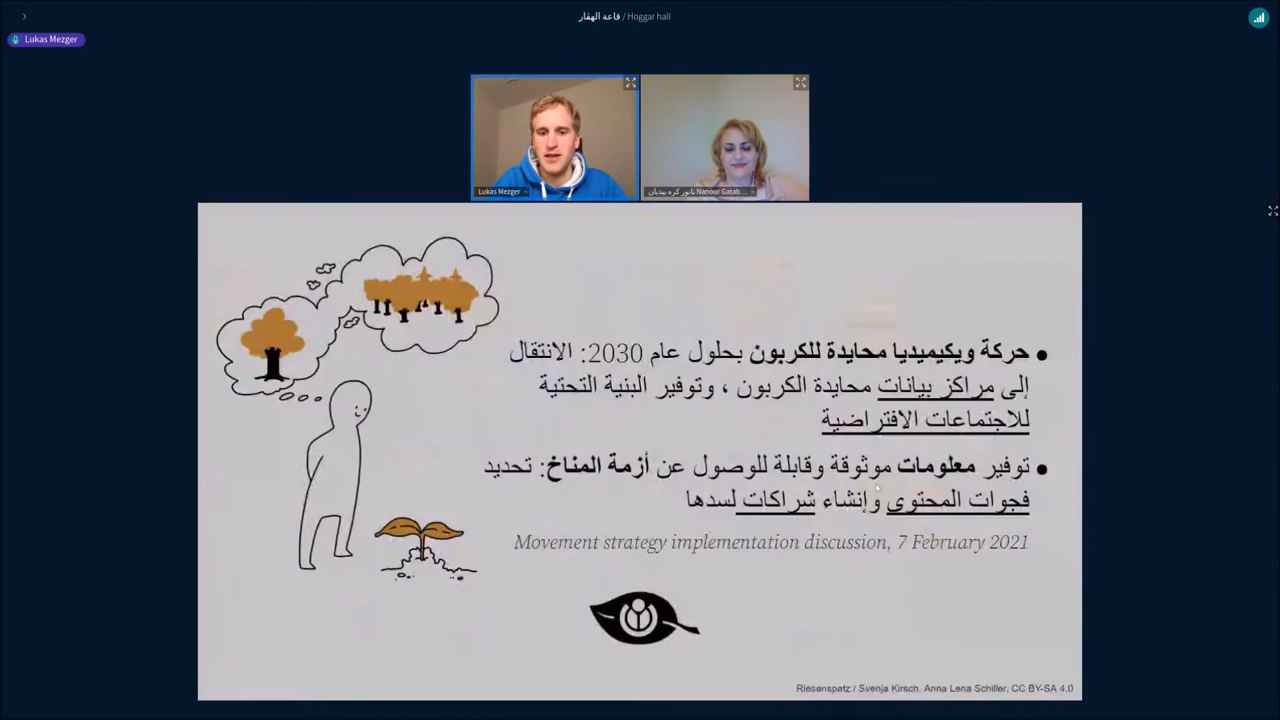 قاعة الهڨار / Hoggar hall
Lukas Mezger
Lukas Mezger
نانور كره بيديان Nanour Garab...
• حركة ويكيميديا محايدة للكربون بحلول عام 2030: الانتقال
إلى مراكز بيانات محايدة الكربون ، وتوفير البنية التحتية
للاجتماعات الافتراضية
• توفير معلومات موثوقة وقابلة للوصول عن أزمة المناخ: تحديد
فجوات المحتوى وإنشاء شراكات لسدها
Movement strategy implementation discussion, 7 February 2021
Riesenspatz / Svenja Kirsch, Anna Lena Schiller, CC BY-SA 4.0